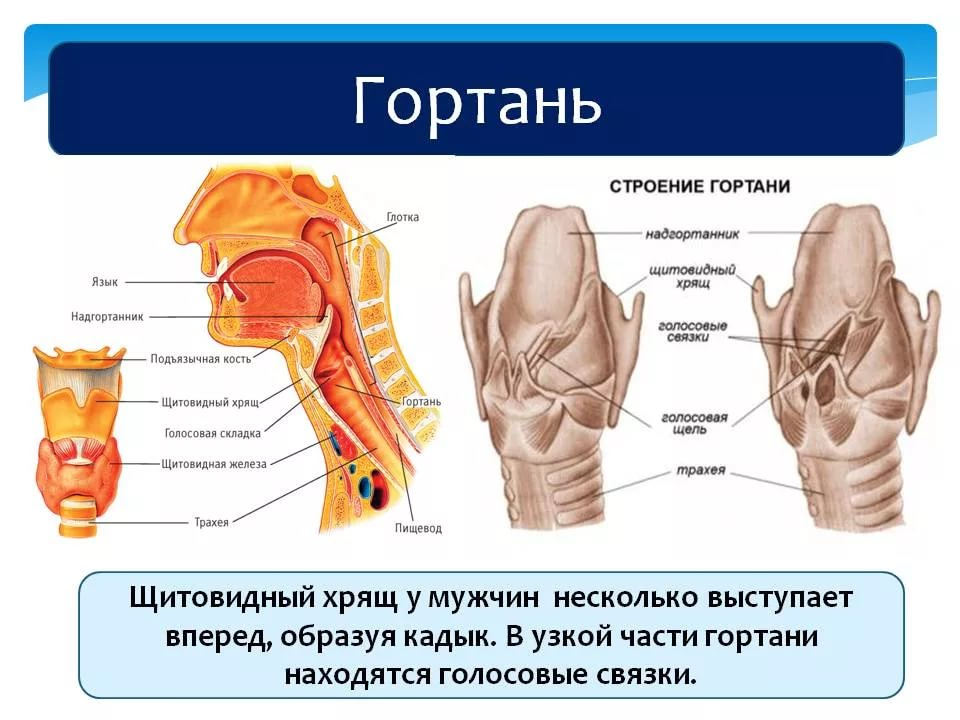 Гортань
Глотка
Язык
Надгортанник
Подъязычная кость
Щитовидный хрящ
Гортань
Голосовая складка
Щитовидная железа
Трахея
Пищевод
СТРОЕНИЕ ГОРТАНИ
надгортанник
щитовидный
хрящ
голосовые
связки
голосовая
щель
трахея
Щитовидный хрящ у мужчин несколько выступает
вперед, образуя кадык. В узкой части гортани
находятся голосовые связки.